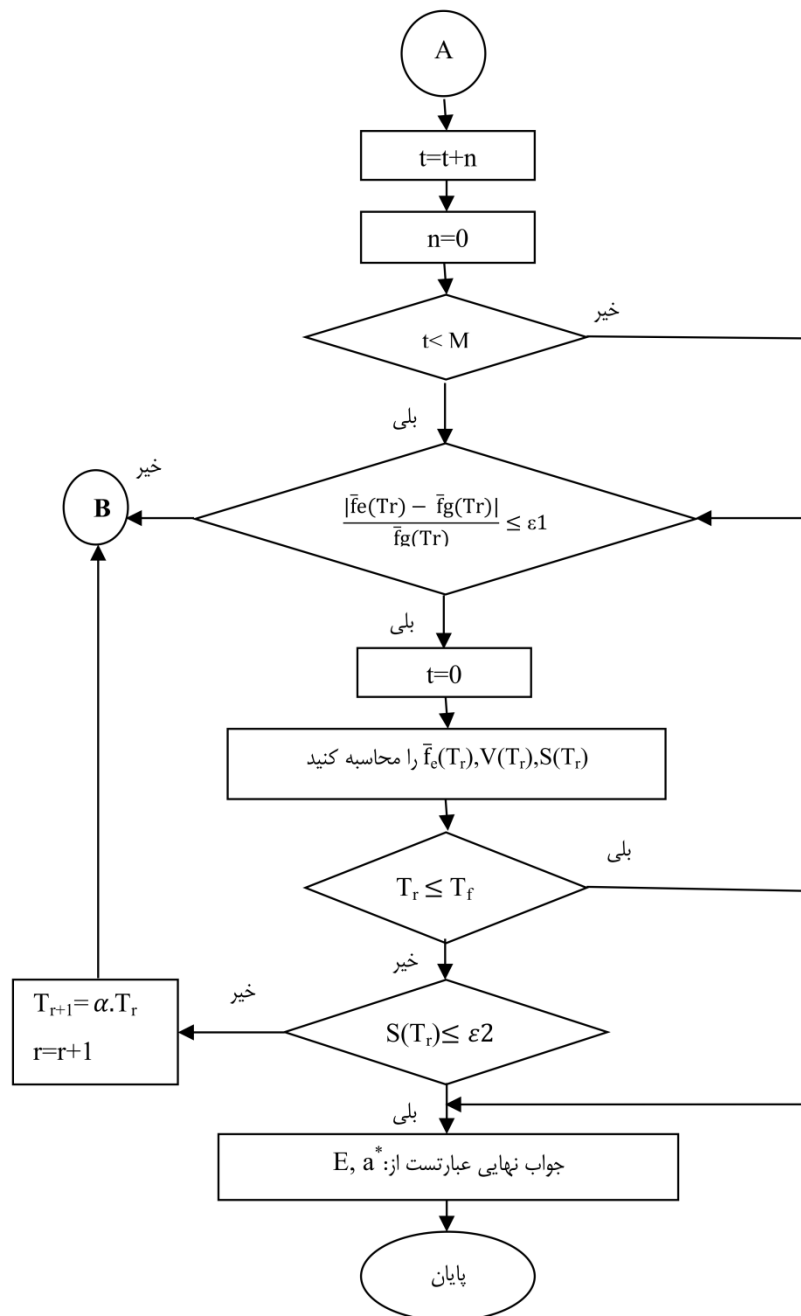 A
t=t+n
n=0
t< M
خیر
بلی
خیر
B
|f̄e(Tr) − f̄g(Tr)|
f̄g(Tr)
≤ ε1
بلی
t=0
f̄ₑ(Tᵣ),V(Tᵣ),S(Tᵣ) را محاسبه کنید
بلی
Tᵣ ≤ T_f
خیر
خیر
Tᵣ₊₁= α.Tᵣ
r=r+1
S(Tᵣ)≤ ε2
بلی
جواب نهایی عبارتست از: E, a*
پایان